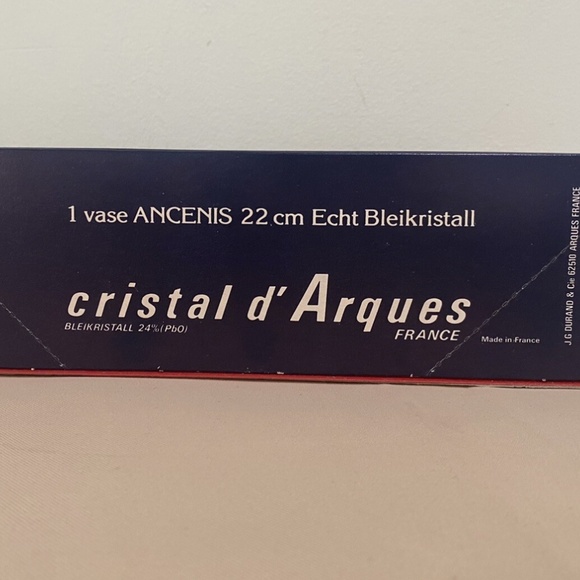 1 vase ANCENIS 22 cm Echt Bleikristall
cristal d'Arques
BLEIKRISTALL 24% (PbO)
FRANCE
Made in France
J G DURAND & Cie 62510 ARQUES FRANCE